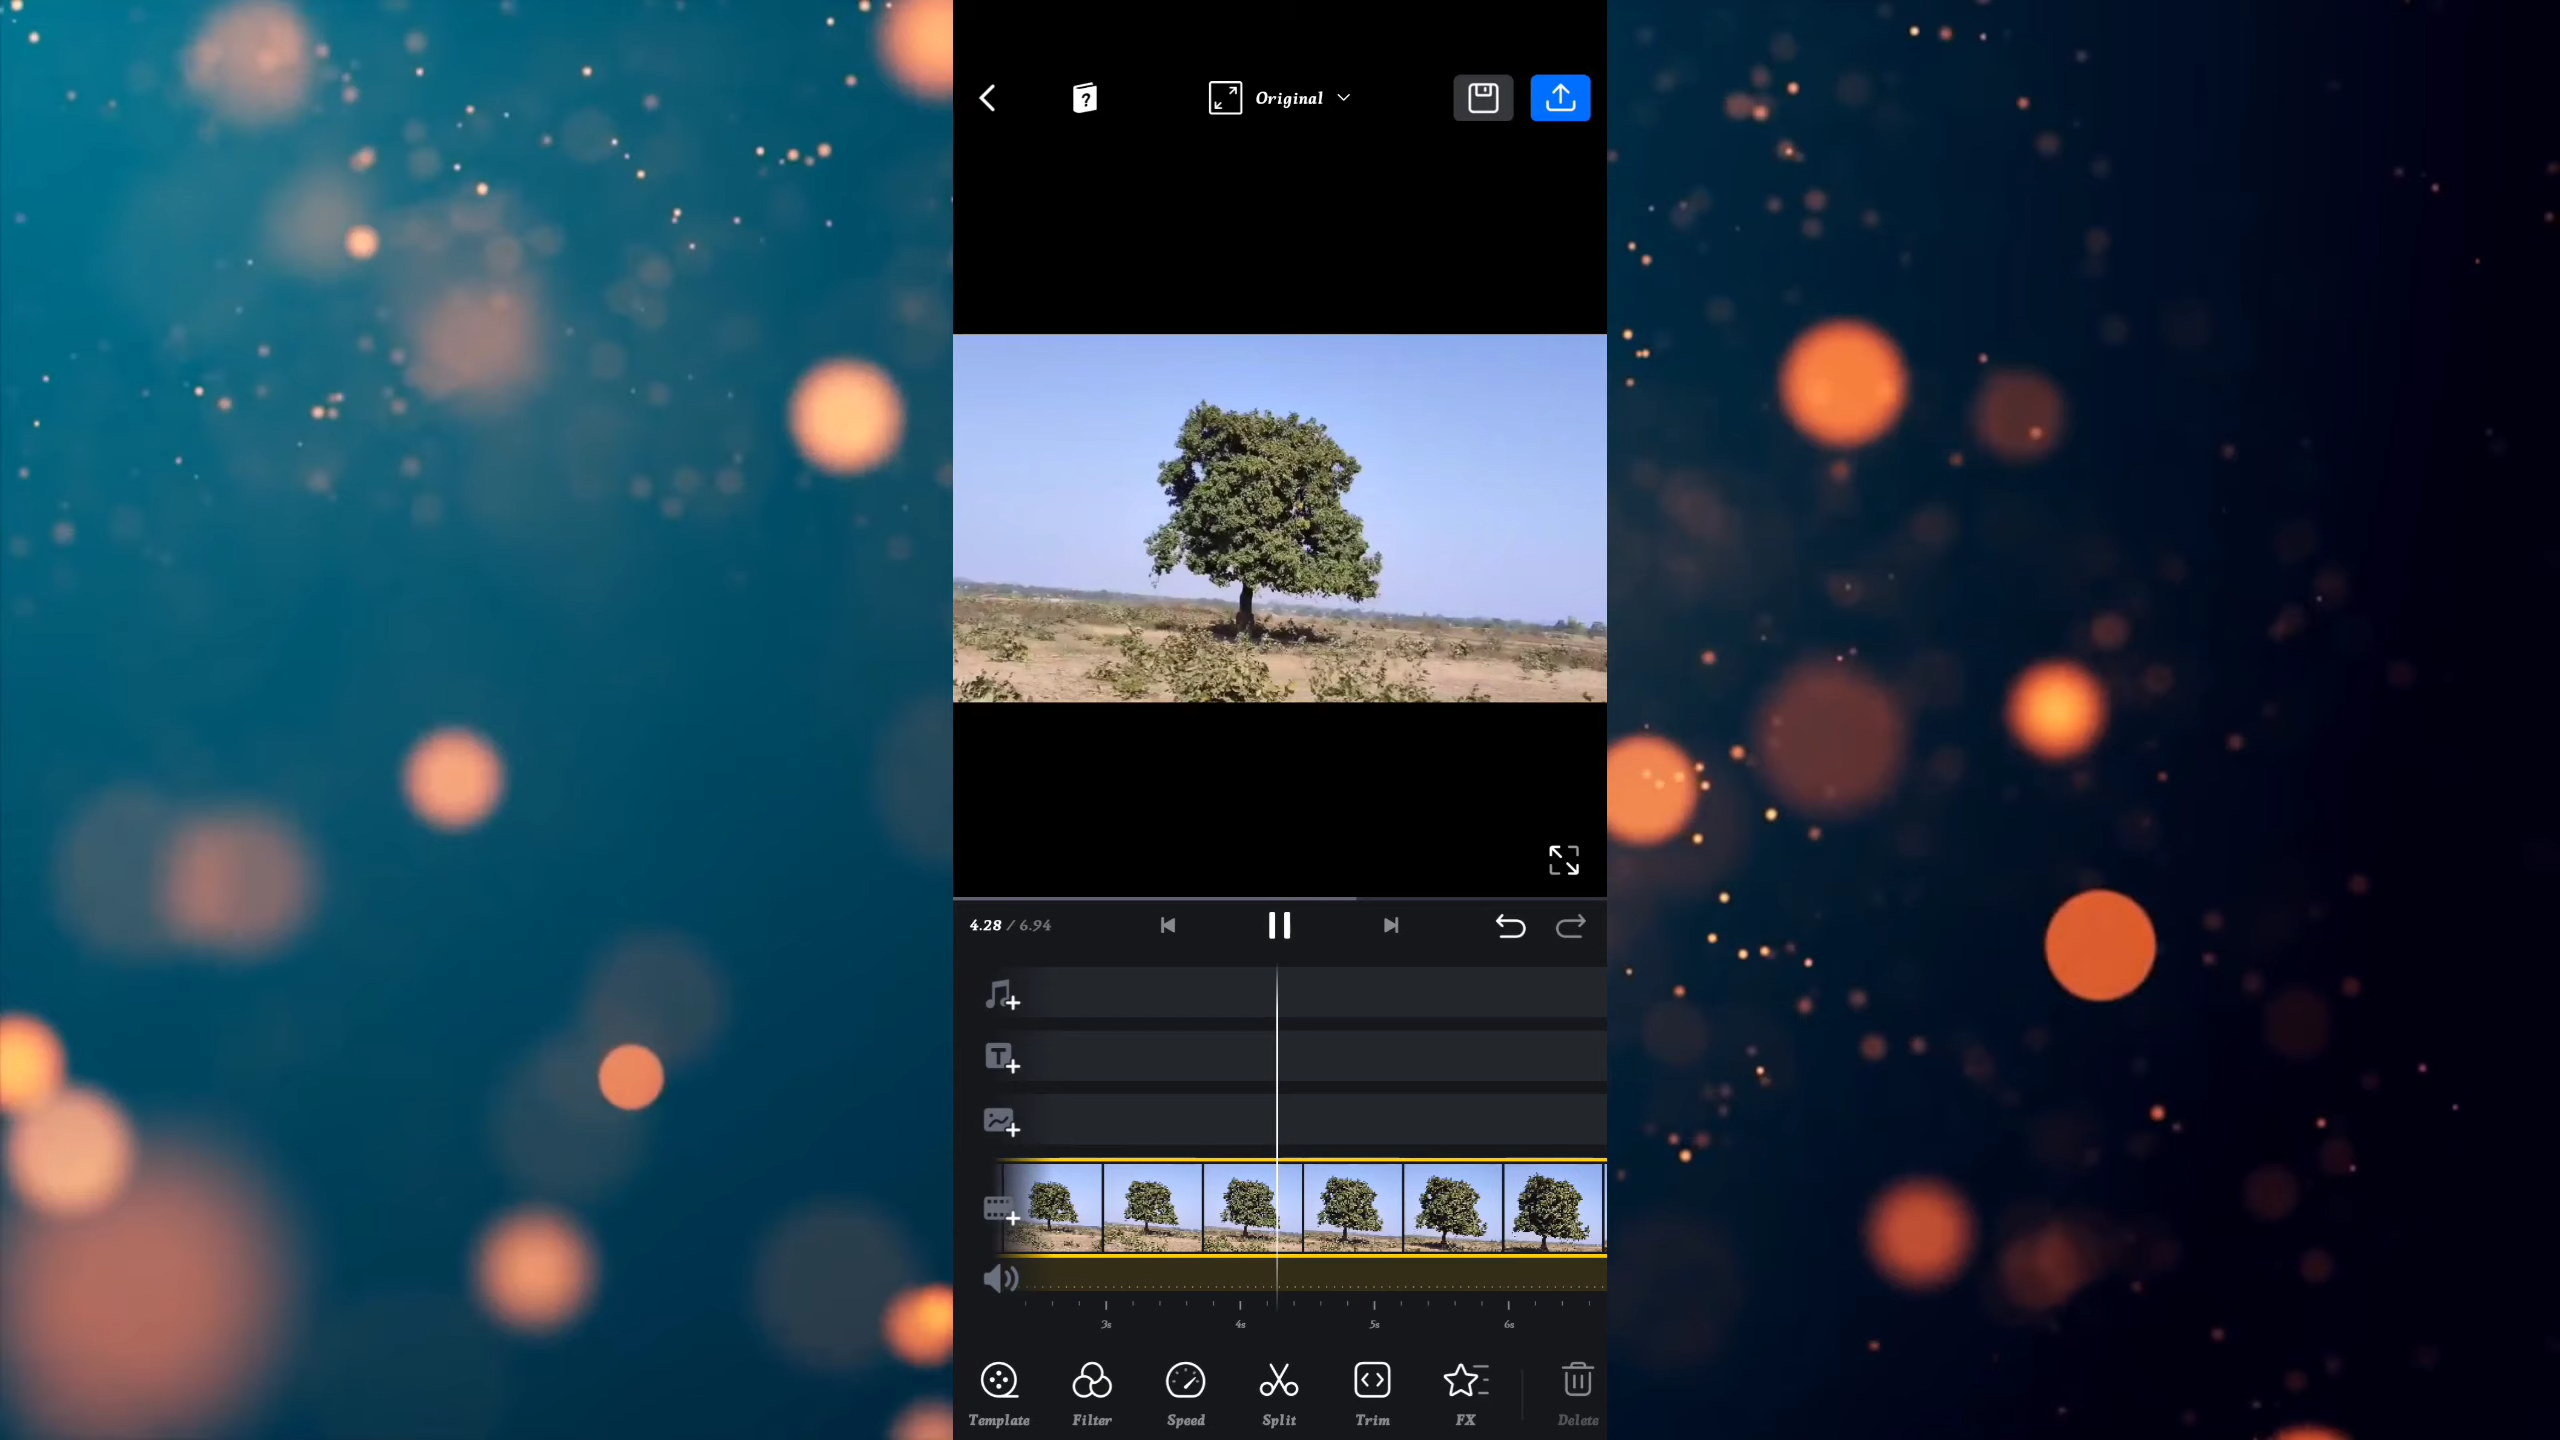 Original
4.28 / 6.94
3s 4s 5s 6s
Template Filter Speed Split Trim FX Delete